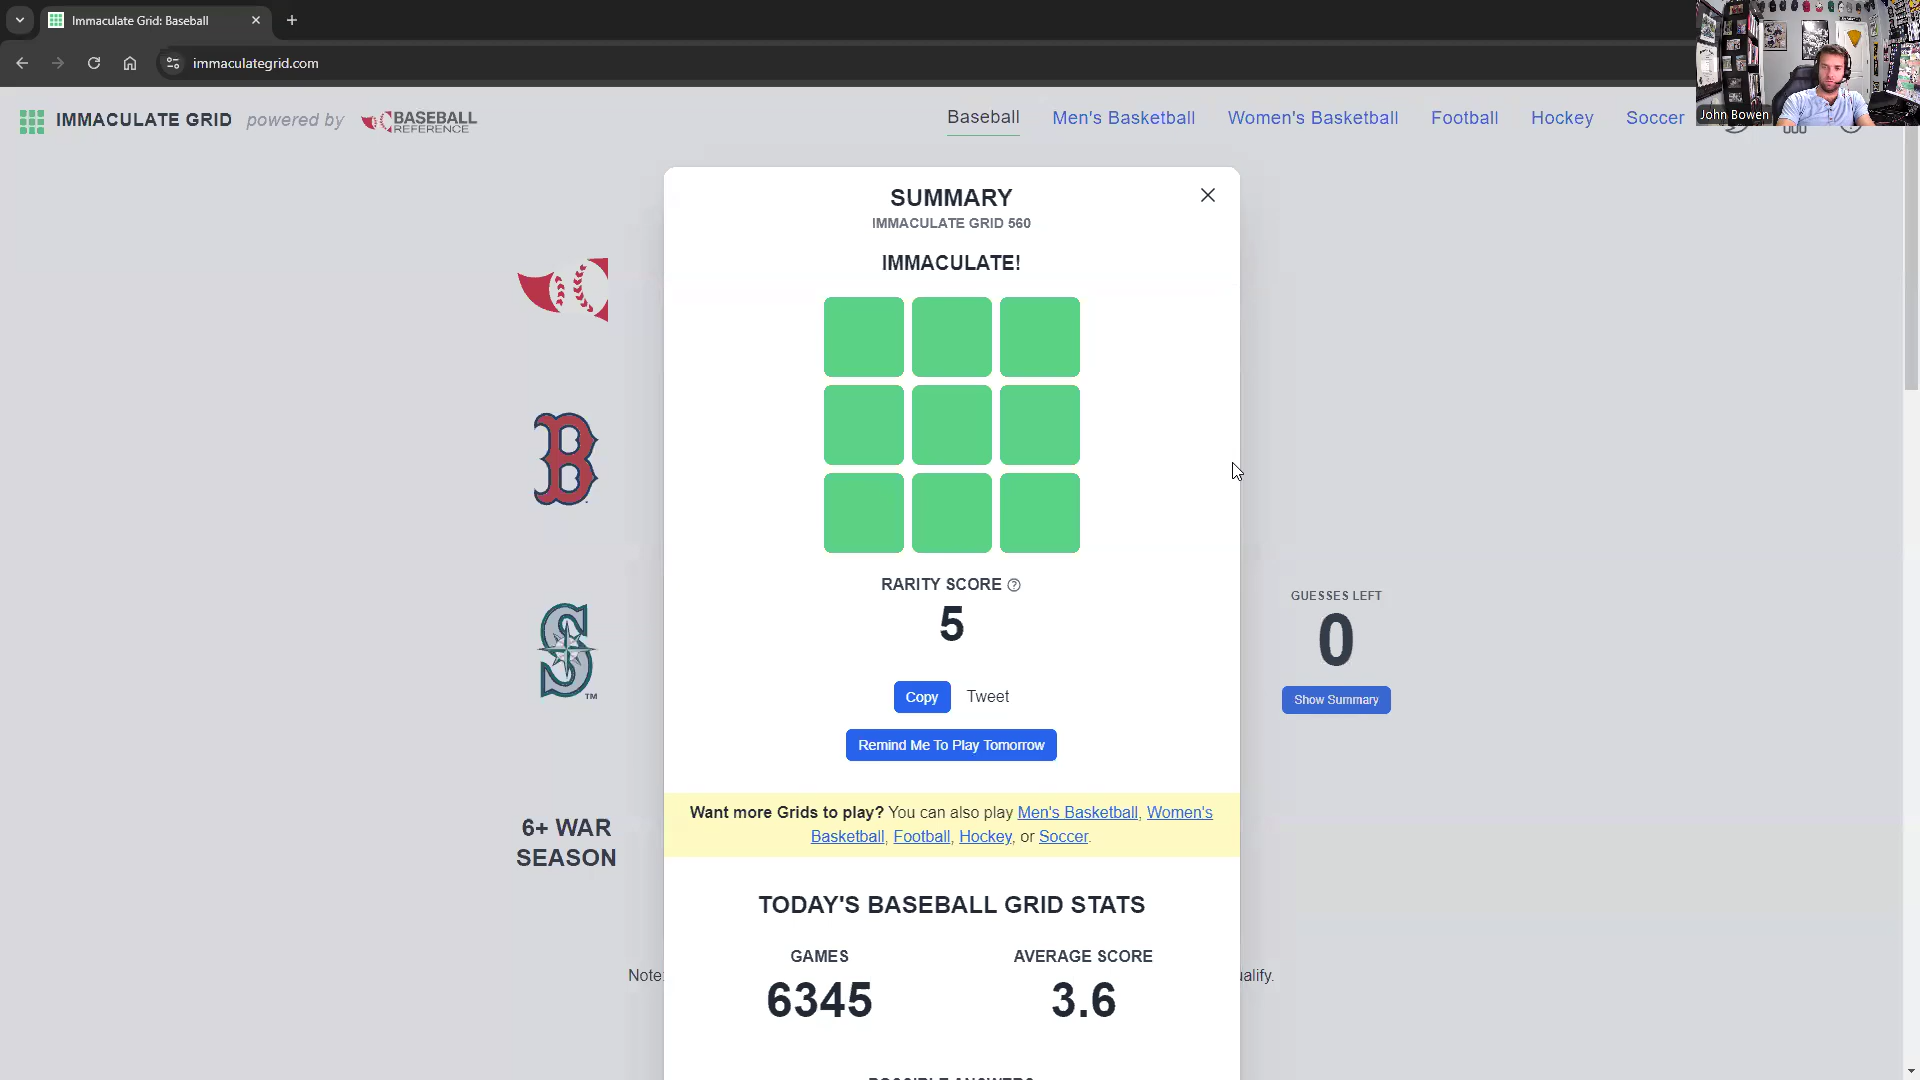 Immaculate Grid: Baseball
immaculategrid.com
IMMACULATE GRID powered by BASEBALL REFERENCE
Baseball Men's Basketball Women's Basketball Football Hockey Soccer
John Bowen
SUMMARY
IMMACULATE GRID 560
IMMACULATE!
B
S
TM
RARITY SCORE ?
5
GUESSES LEFT
0
Show Summary
Copy Tweet
Remind Me To Play Tomorrow
Want more Grids to play? You can also play Men's Basketball, Women's
Basketball, Football, Hockey, or Soccer.
6+ WAR
SEASON
TODAY'S BASEBALL GRID STATS
GAMES AVERAGE SCORE
6345 3.6
Note: